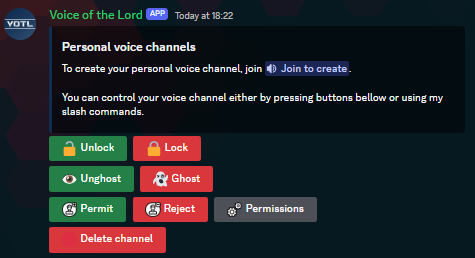 VOTL
Voice of the Lord APP Today at 18:22
Personal voice channels
To create your personal voice channel, join Join to create.
You can control your voice channel either by pressing buttons bellow or using my
slash commands.
Unlock Lock
Unghost Ghost
Permit Reject Permissions
Delete channel